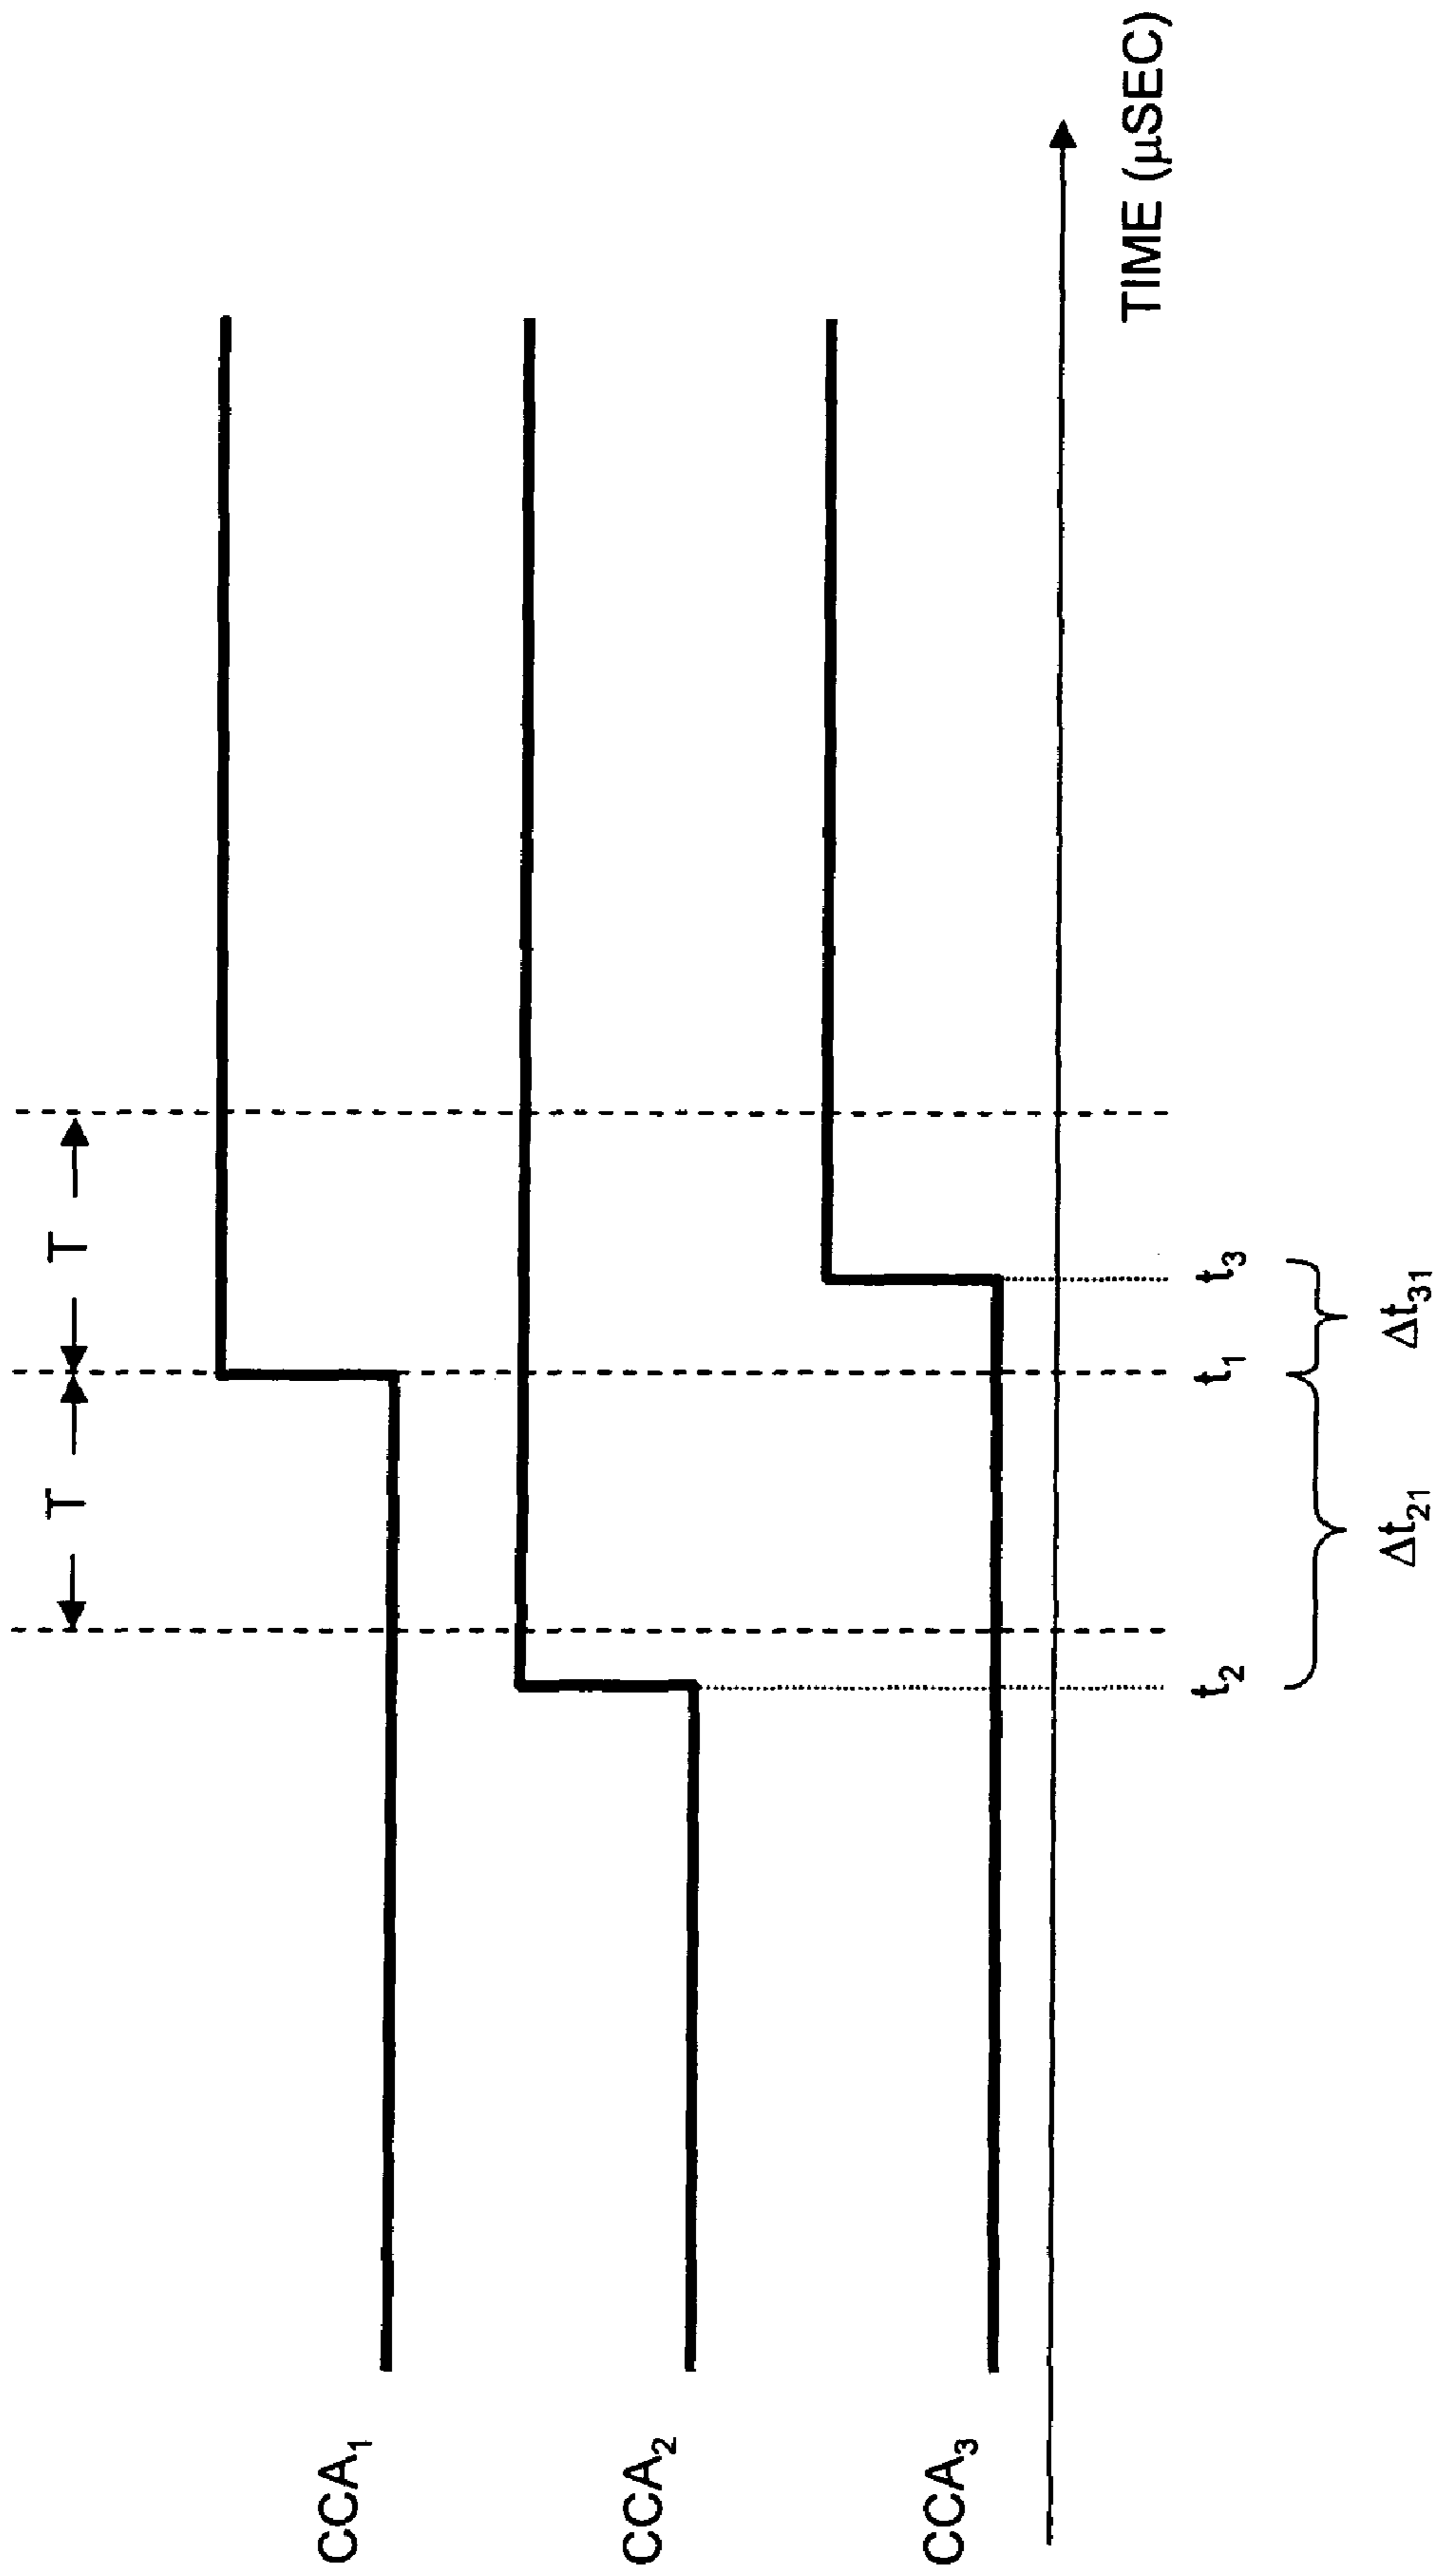 T T
CCA₁
CCA₂
CCA₃
TIME (μSEC)
t₂ t₁ t₃
Δt₂₁ Δt₃₁